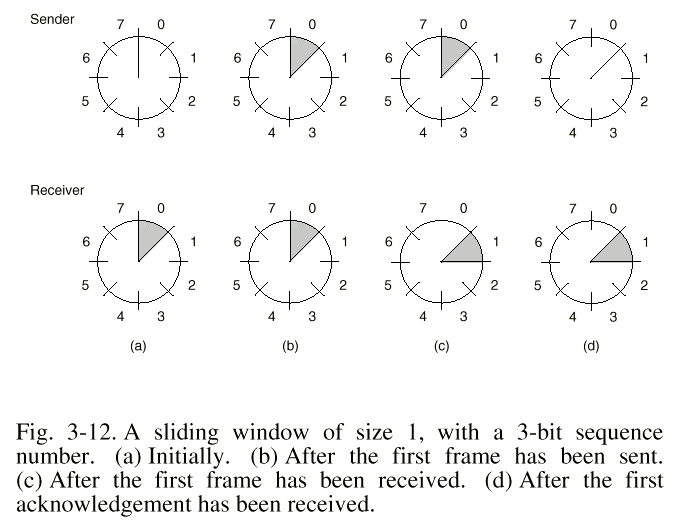 Sender
7 0 7 0 7 0 7 0
6 1 6 1 6 1 6 1
5 2 5 2 5 2 5 2
4 3 4 3 4 3 4 3
Receiver
7 0 7 0 7 0 7 0
6 1 6 1 6 1 6 1
5 2 5 2 5 2 5 2
4 3 4 3 4 3 4 3
(a) (b) (c) (d)
Fig. 3-12. A sliding window of size 1, with a 3-bit sequence
number. (a) Initially. (b) After the first frame has been sent.
(c) After the first frame has been received. (d) After the first
acknowledgement has been received.